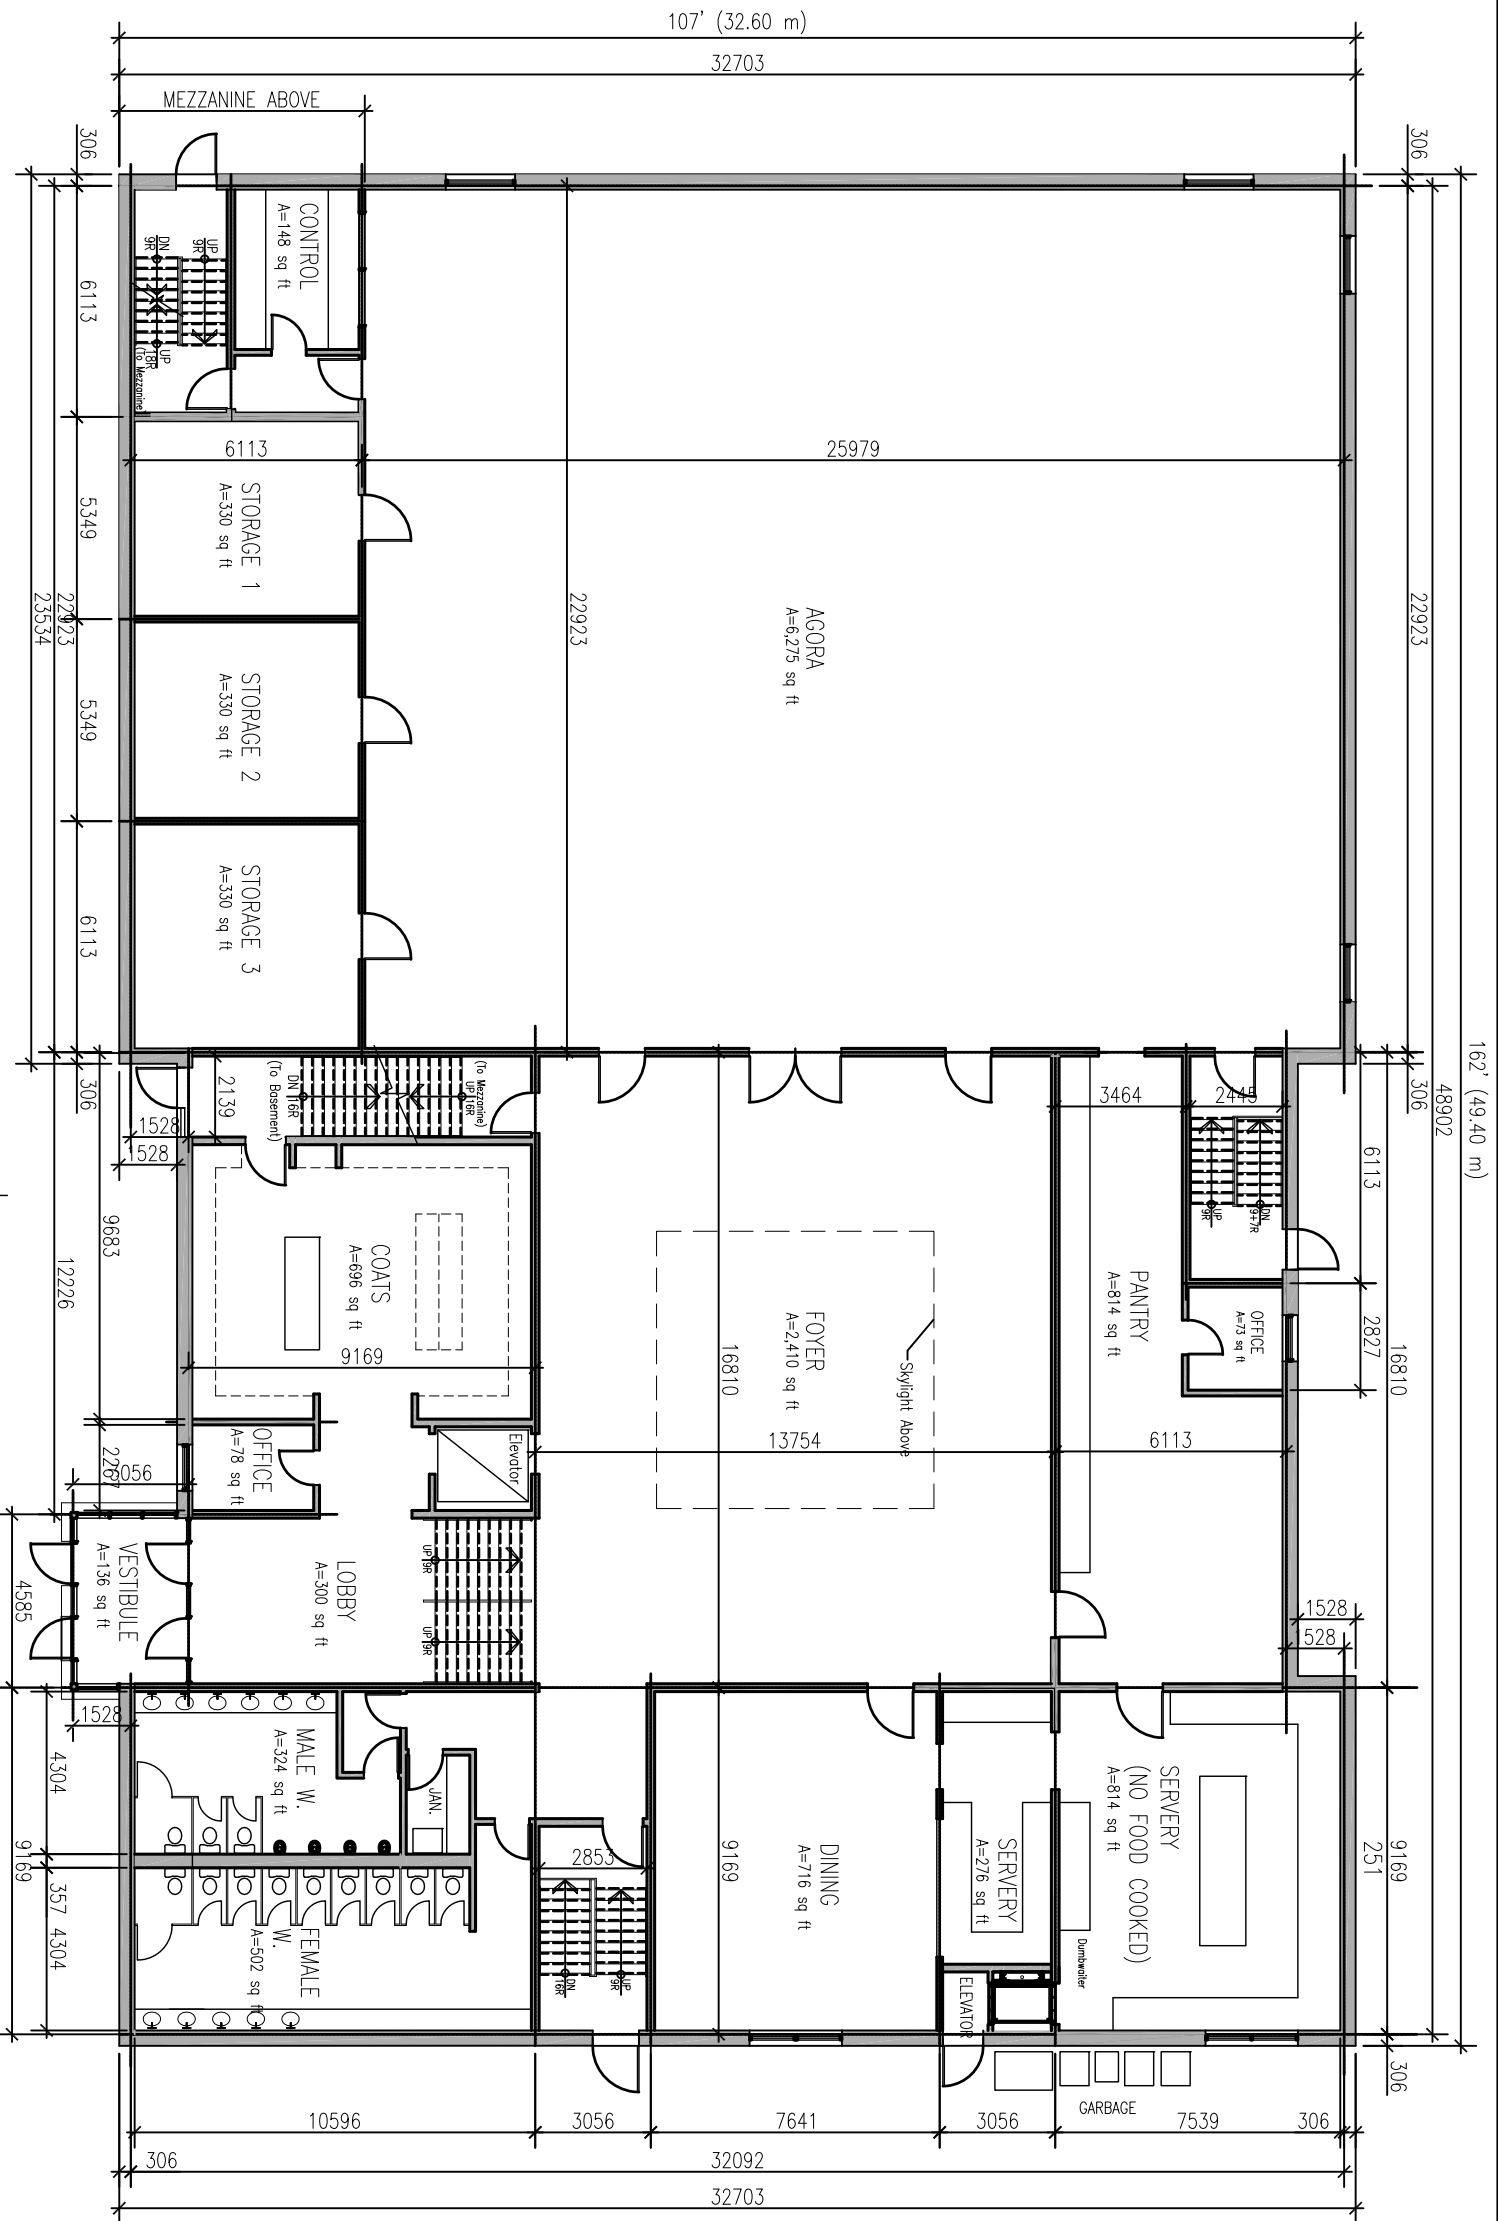 107' (32.60 m)
32703
MEZZANINE ABOVE
306
306
162' (49.40 m)
48902
22923
306
6113
5349
5349
6113
22923
23534
306
CONTROL
A=148 sq ft
UP
9R
DN
9R
UP
18R
(To Mezzanine)
6113
25979
22923
STORAGE 1
A=330 sq ft
STORAGE 2
A=330 sq ft
STORAGE 3
A=330 sq ft
AGORA
A=6,275 sq ft
2139
1528
1528
DN 16R
(To Basement)
(To Mezzanine)
UP 16R
3464
2445
6113
2827
16810
UP
9R
DN
9+7R
9683
12226
2267
3056
4585
COATS
A=696 sq ft
9169
FOYER
A=2,410 sq ft
Skylight Above
16810
13754
PANTRY
A=814 sq ft
OFFICE
A=73 sq ft
6113
OFFICE
A=78 sq ft
Elevator
VESTIBULE
A=136 sq ft
LOBBY
A=300 sq ft
UP 9R
UP 9R
1528
1528
1528
4304
9169
357
4304
MALE W.
A=324 sq ft
JAN.
FEMALE
W.
A=502 sq ft
2853
DN
16R
UP
9R
DINING
A=716 sq ft
9169
SERVERY
A=276 sq ft
SERVERY
(NO FOOD COOKED)
A=814 sq ft
Dumbwaiter
ELEVATOR
9169
251
306
GARBAGE
10596
3056
7641
3056
7539
306
306
32092
32703